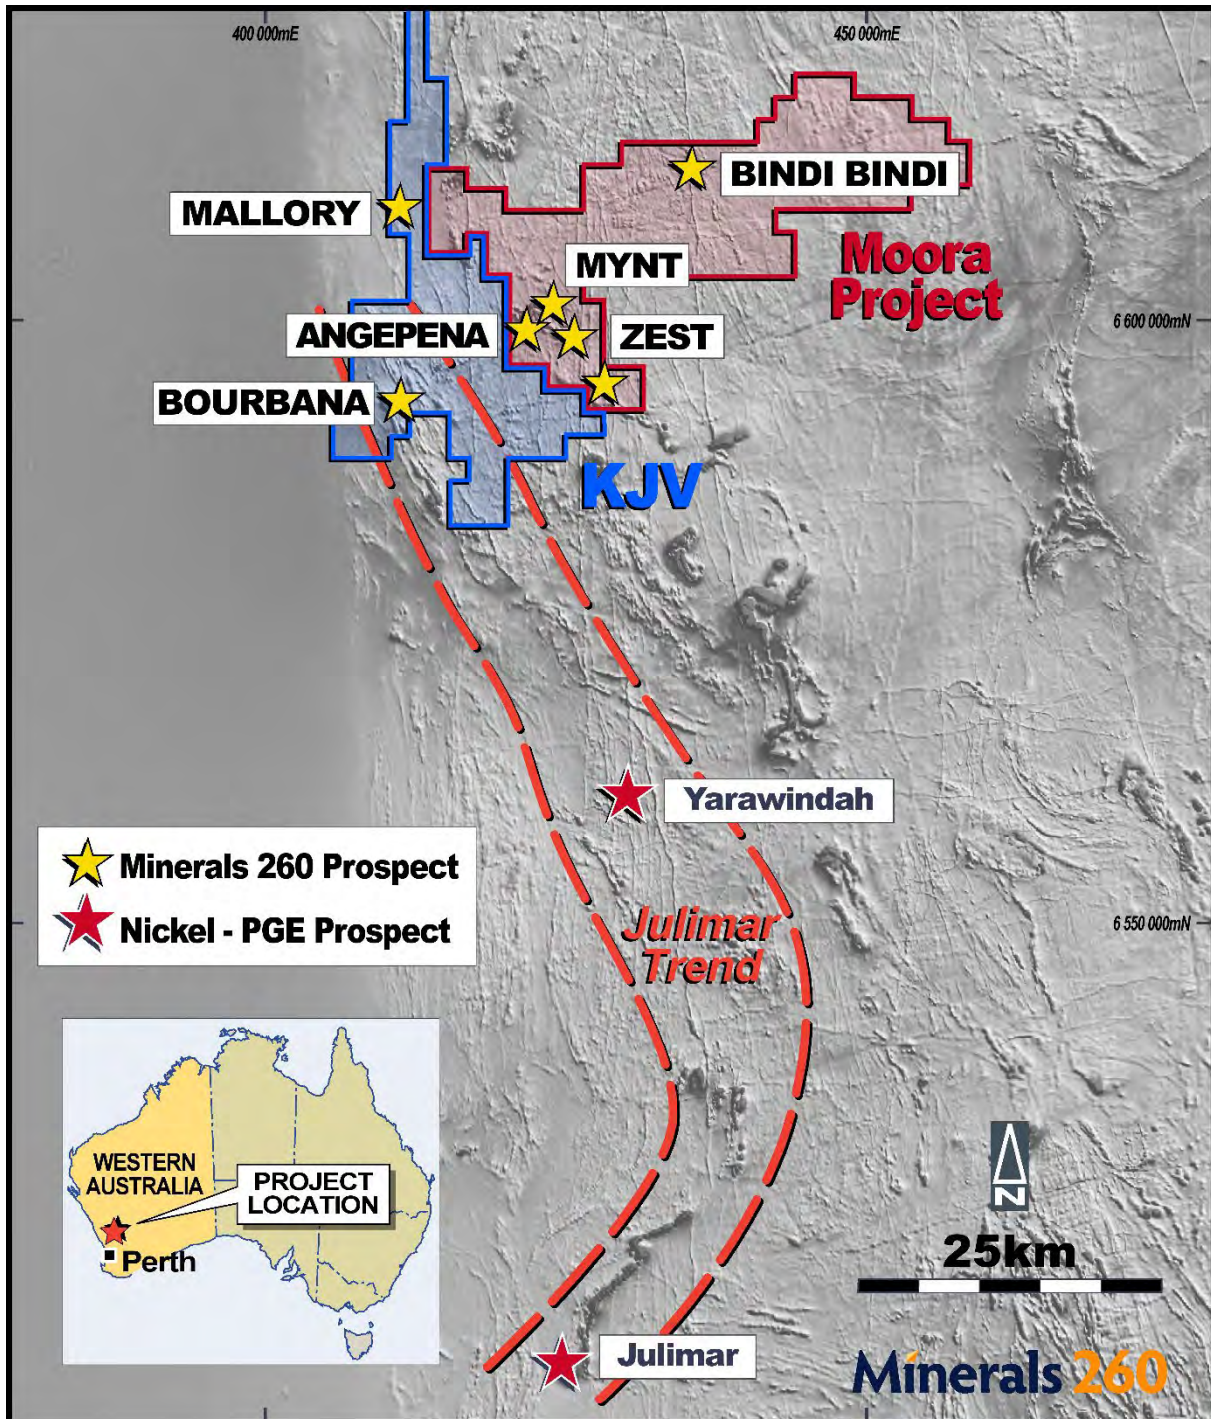 400 000mE
450 000mE
BINDI BINDI
MALLORY
MYNT
Moora
Project
6 600 000mN
ANGEPENA
ZEST
BOURBANA
KJV
Yarawindah
Minerals 260 Prospect
Nickel - PGE Prospect
Julimar
Trend
6 550 000mN
WESTERN
AUSTRALIA
PROJECT
LOCATION
Perth
N
25km
Julimar
Minerals 260